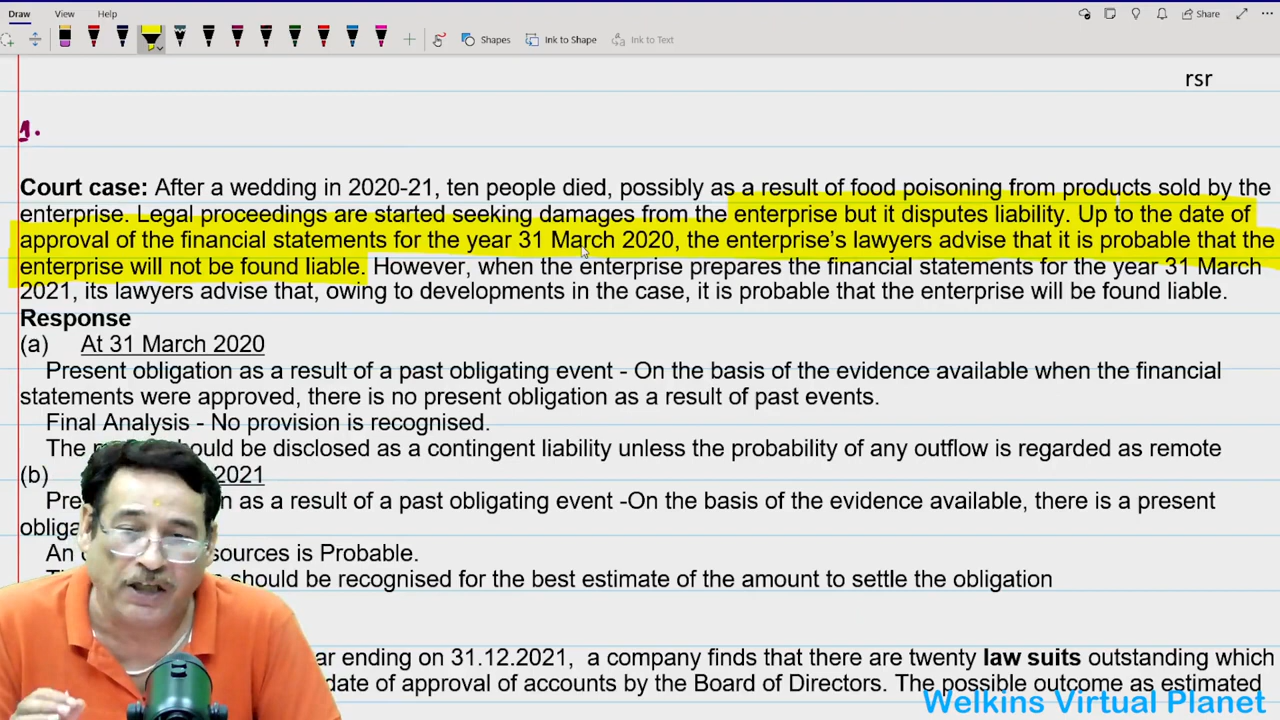 Draw View Help
Share
Shapes Ink to Shape Ink to Text
rsr
1.
Court case: After a wedding in 2020-21, ten people died, possibly as a result of food poisoning from products sold by the
enterprise. Legal proceedings are started seeking damages from the enterprise but it disputes liability. Up to the date of
approval of the financial statements for the year 31 March 2020, the enterprise's lawyers advise that it is probable that the
enterprise will not be found liable. However, when the enterprise prepares the financial statements for the year 31 March
2021, its lawyers advise that, owing to developments in the case, it is probable that the enterprise will be found liable.
Response
(a) At 31 March 2020
Present obligation as a result of a past obligating event - On the basis of the evidence available when the financial
statements were approved, there is no present obligation as a result of past events.
Final Analysis - No provision is recognised.
The should be disclosed as a contingent liability unless the probability of any outflow is regarded as remote
(b) 2021
as a result of a past obligating event -On the basis of the evidence available, there is a present
An is Probable.
should be recognised for the best estimate of the amount to settle the obligation
ending on 31.12.2021, a company finds that there are twenty law suits outstanding which
date of approval of accounts by the Board of Directors. The possible outcome as estimated
Welkins Virtual Planet